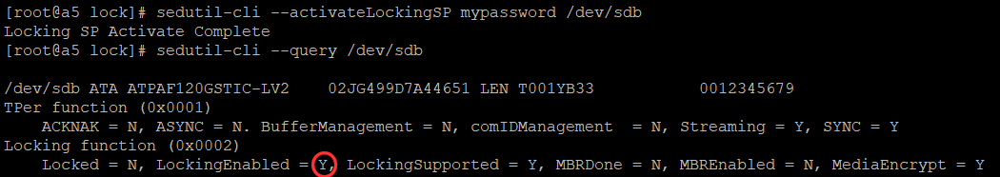 [root@a5 lock]# sedutil-cli --activateLockingSP mypassword /dev/sdb
Locking SP Activate Complete
[root@a5 lock]# sedutil-cli --query /dev/sdb
/dev/sdb ATA ATPAF120GSTIC-LV2    02JG499D7A44651 LEN T001YB33           0012345679
TPer function (0x0001)
    ACKNAK = N, ASYNC = N. BufferManagement = N, comIDManagement  = N, Streaming = Y, SYNC = Y
Locking function (0x0002)
    Locked = N, LockingEnabled = Y, LockingSupported = Y, MBRDone = N, MBREnabled = N, MediaEncrypt = Y